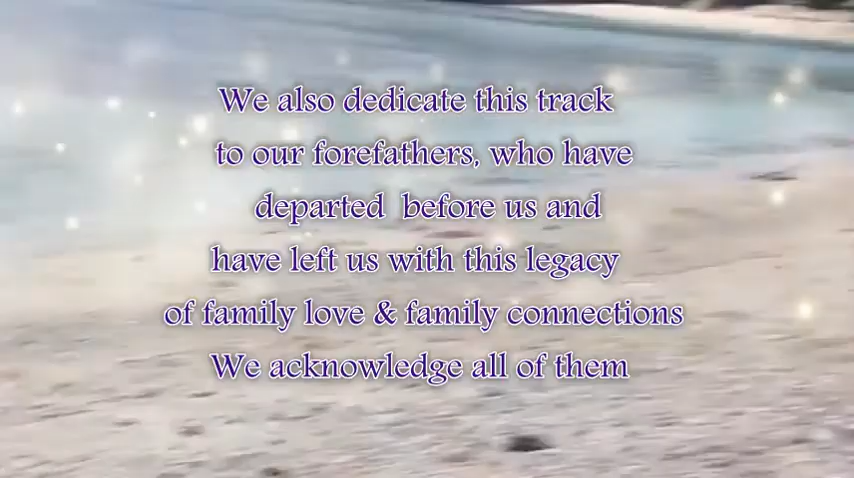 We also dedicate this track
to our forefathers, who have
departed before us and
have left us with this legacy
of family love & family connections
We acknowledge all of them